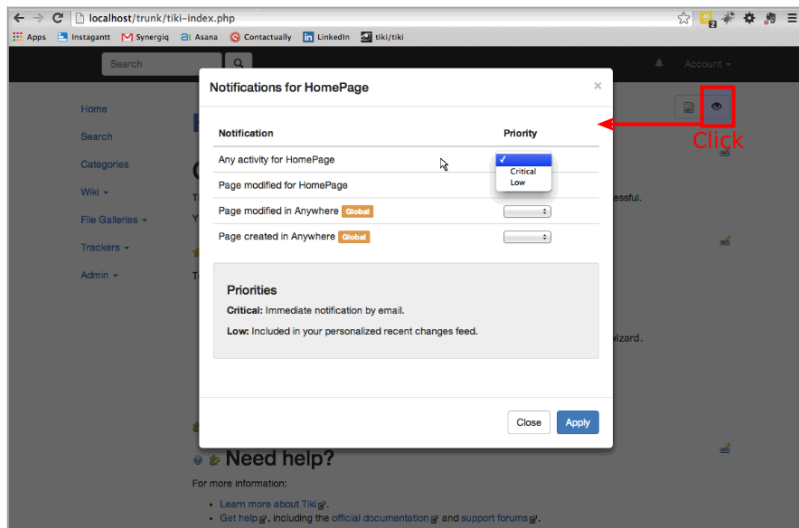 localhost/trunk/tiki-index.php
Apps Instagantt Synergiq Asana Contactually LinkedIn tiki/tiki
Search
Account
Notifications for HomePage
×
Home
Search
Categories
Wiki
File Galleries
Trackers
Admin
Click
Notification Priority
Any activity for HomePage
Critical
Low
Page modified for HomePage
Page modified in Anywhere Global
Page created in Anywhere Global
essful.
Priorities
Critical: Immediate notification by email.
Low: Included in your personalized recent changes feed.
wizard.
Close Apply
Need help?
For more information:
Learn more about Tiki.
Get help, including the official documentation and support forums.